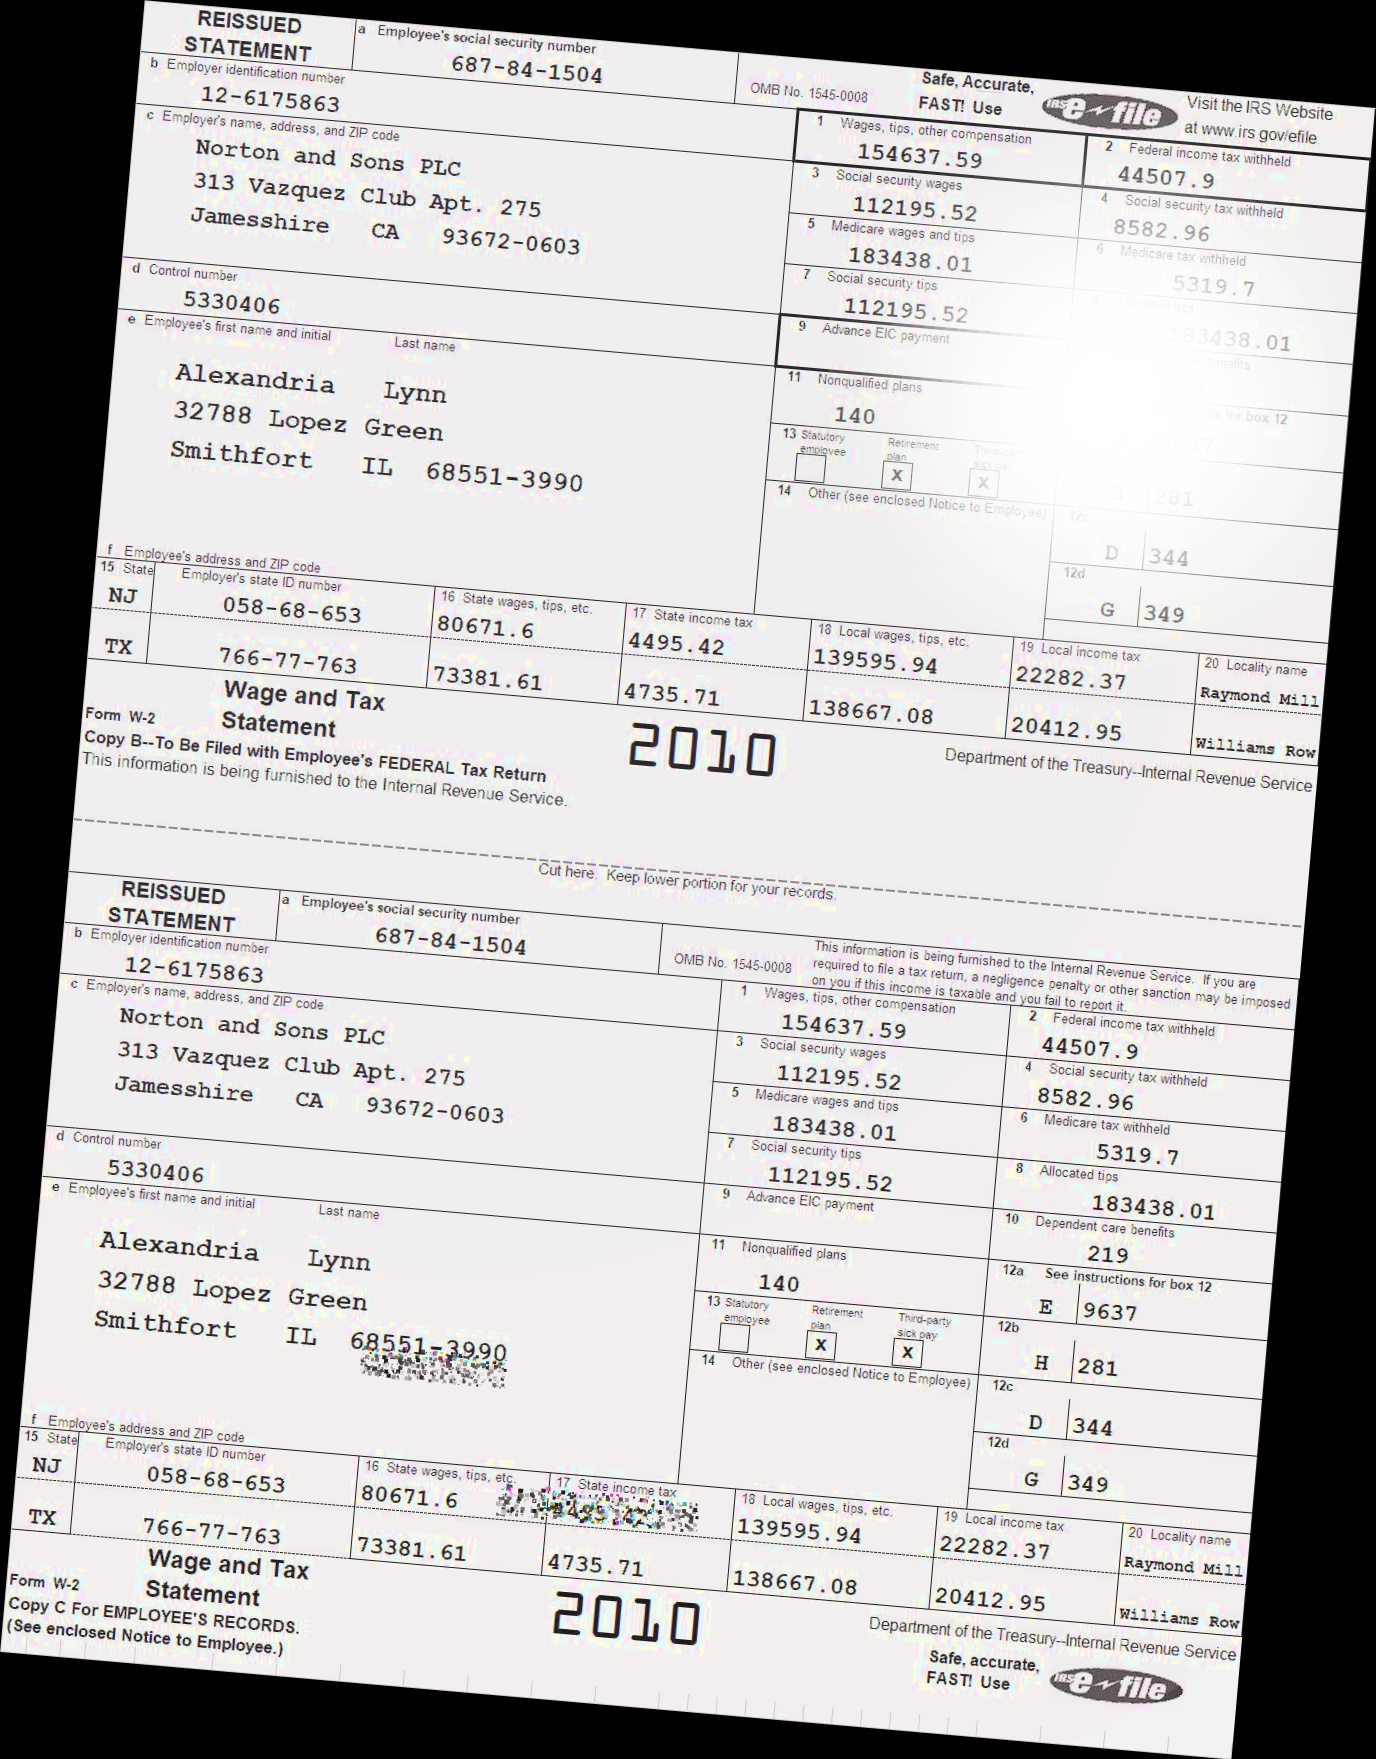 REISSUED STATEMENT
a Employee's social security number
687-84-1504
OMB No. 1545-0008
Safe, Accurate, FAST! Use
IRS e-file
Visit the IRS Website at www.irs.gov/efile
b Employer identification number
12-6175863
1 Wages, tips, other compensation
154637.59
2 Federal income tax withheld
44507.9
c Employer's name, address, and ZIP code
Norton and Sons PLC
313 Vazquez Club Apt. 275
Jamesshire CA 93672-0603
3 Social security wages
112195.52
4 Social security tax withheld
8582.96
5 Medicare wages and tips
183438.01
6 Medicare tax withheld
5319.7
d Control number
5330406
7 Social security tips
112195.52
183438.01
e Employee's first name and initial Last name
Alexandria Lynn
32788 Lopez Green
Smithfort IL 68551-3990
9 Advance EIC payment
benefits
11 Nonqualified plans
140
for box 12
13 Statutory employee
Retirement plan
X
sick pay
X
281
14 Other (see enclosed Notice to Employee)
12c
D 344
12d
G 349
f Employee's address and ZIP code
15 State Employer's state ID number
NJ 058-68-653
TX 766-77-763
16 State wages, tips, etc.
80671.6
73381.61
17 State income tax
4495.42
4735.71
18 Local wages, tips, etc.
139595.94
138667.08
19 Local income tax
22282.37
20412.95
20 Locality name
Raymond Mill
Williams Row
Form W-2
Wage and Tax Statement
2010
Department of the Treasury--Internal Revenue Service
Copy B--To Be Filed with Employee's FEDERAL Tax Return
This information is being furnished to the Internal Revenue Service.
Cut here. Keep lower portion for your records.
REISSUED STATEMENT
a Employee's social security number
687-84-1504
OMB No. 1545-0008
This information is being furnished to the Internal Revenue Service. If you are
required to file a tax return, a negligence penalty or other sanction may be imposed
on you if this income is taxable and you fail to report it.
b Employer identification number
12-6175863
1 Wages, tips, other compensation
154637.59
2 Federal income tax withheld
44507.9
c Employer's name, address, and ZIP code
Norton and Sons PLC
313 Vazquez Club Apt. 275
Jamesshire CA 93672-0603
3 Social security wages
112195.52
4 Social security tax withheld
8582.96
5 Medicare wages and tips
183438.01
6 Medicare tax withheld
5319.7
d Control number
5330406
7 Social security tips
112195.52
8 Allocated tips
183438.01
e Employee's first name and initial Last name
Alexandria Lynn
32788 Lopez Green
Smithfort IL 68551-3990
9 Advance EIC payment
10 Dependent care benefits
219
11 Nonqualified plans
140
12a See instructions for box 12
E 9637
13 Statutory employee
Retirement plan
X
Third-party sick pay
X
12b
H 281
14 Other (see enclosed Notice to Employee)
12c
D 344
12d
G 349
f Employee's address and ZIP code
15 State Employer's state ID number
NJ 058-68-653
TX 766-77-763
16 State wages, tips, etc.
80671.6
73381.61
17 State income tax
4735.71
18 Local wages, tips, etc.
139595.94
138667.08
19 Local income tax
22282.37
20412.95
20 Locality name
Raymond Mill
Williams Row
Form W-2
Wage and Tax Statement
2010
Department of the Treasury--Internal Revenue Service
Copy C For EMPLOYEE'S RECORDS.
(See enclosed Notice to Employee.)
Safe, accurate, FAST! Use
IRS e-file